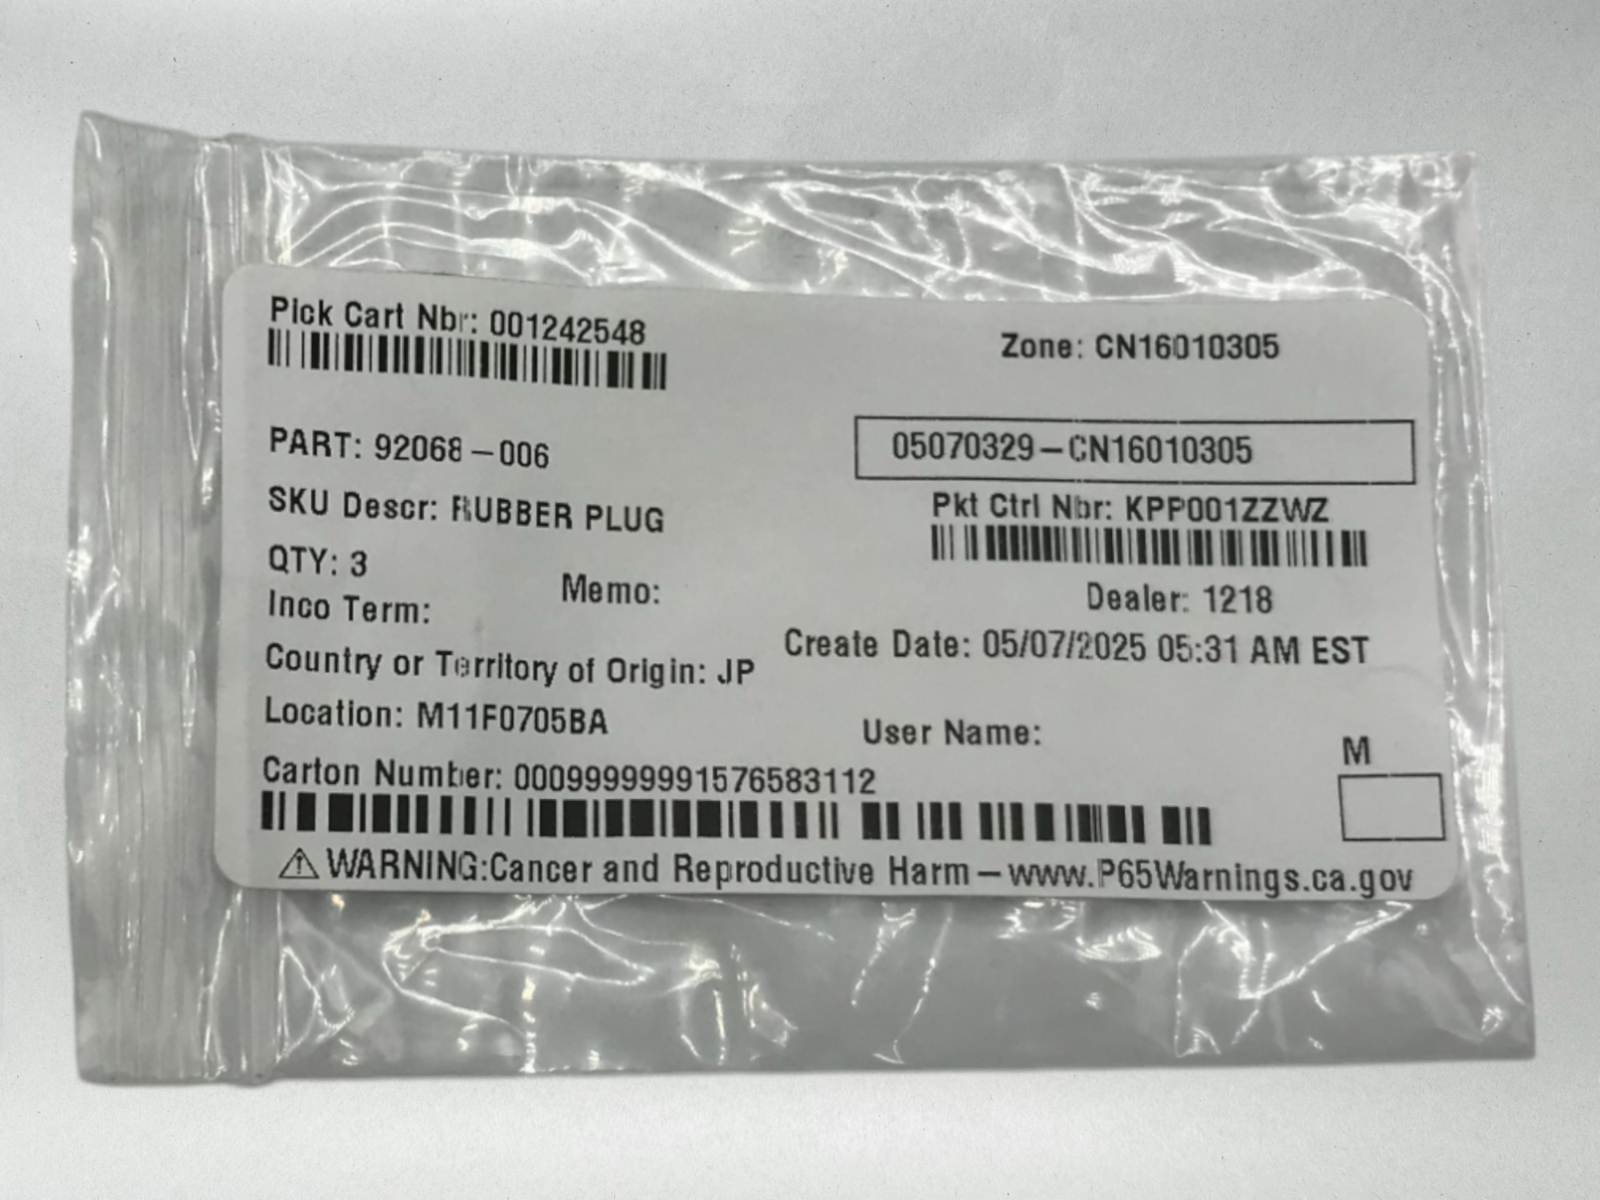 Pick Cart Nbr: 001242548
Zone: CN16010305
PART: 92068-006
05070329-CN16010305
SKU Descr: RUBBER PLUG
Pkt Ctrl Nbr: KPP001ZZWZ
QTY: 3
Memo:
Dealer: 1218
Inco Term:
Create Date: 05/07/2025 05:31 AM EST
Country or Territory of Origin: JP
Location: M11F0705BA
User Name:
M
Carton Number: 00099999991576583112
⚠ WARNING:Cancer and Reproductive Harm-www.P65Warnings.ca.gov